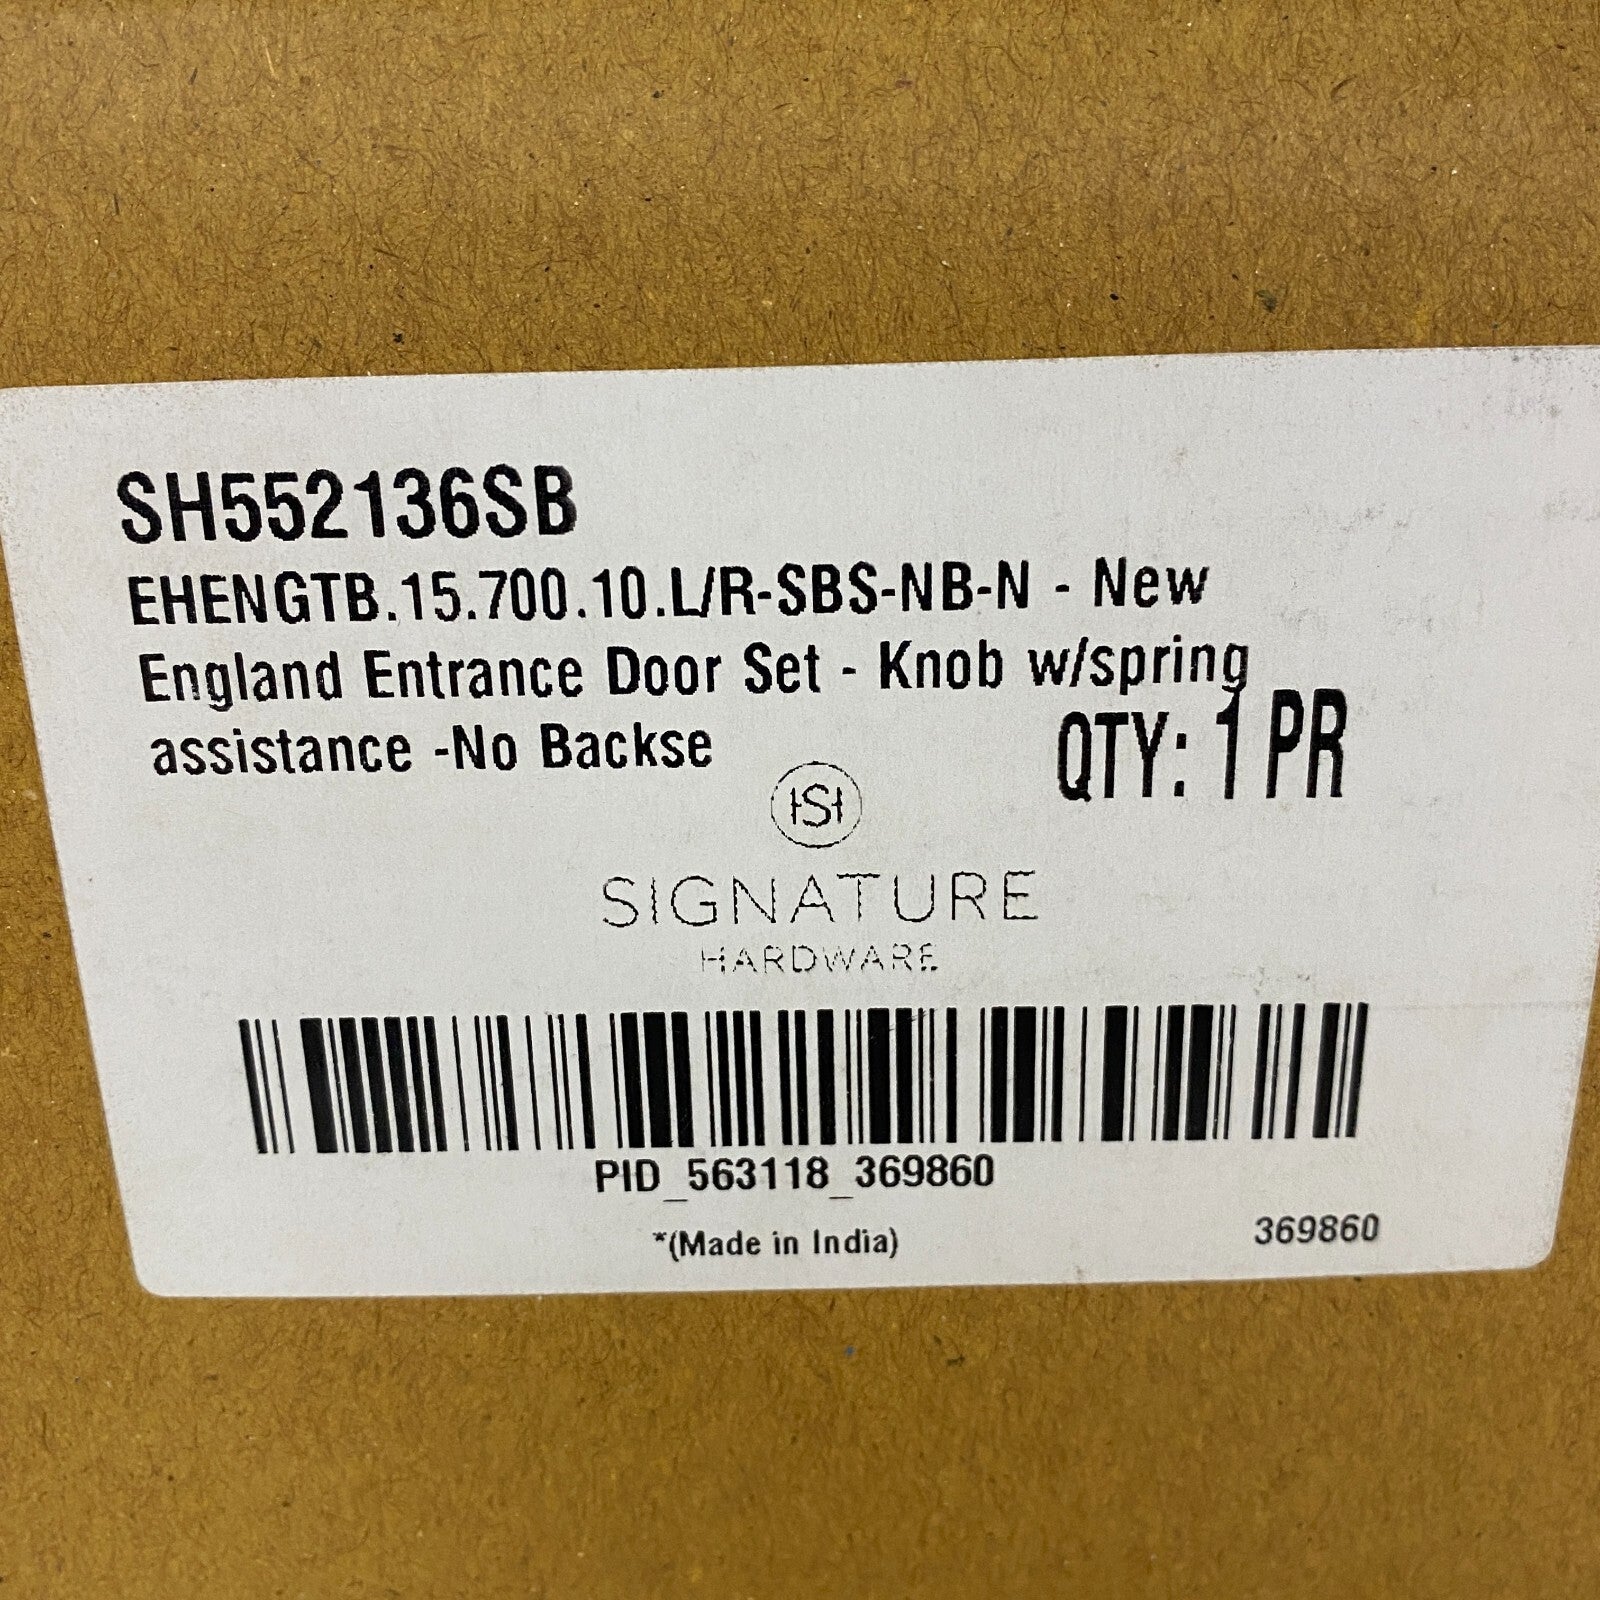 SH552136SB
EHENGTB.15.700.10.L/R-SBS-NB-N - New
England Entrance Door Set - Knob w/spring
assistance -No Backse
QTY: 1 PR
HSH
SIGNATURE
HARDWARE
PID_563118_369860
*(Made in India)
369860